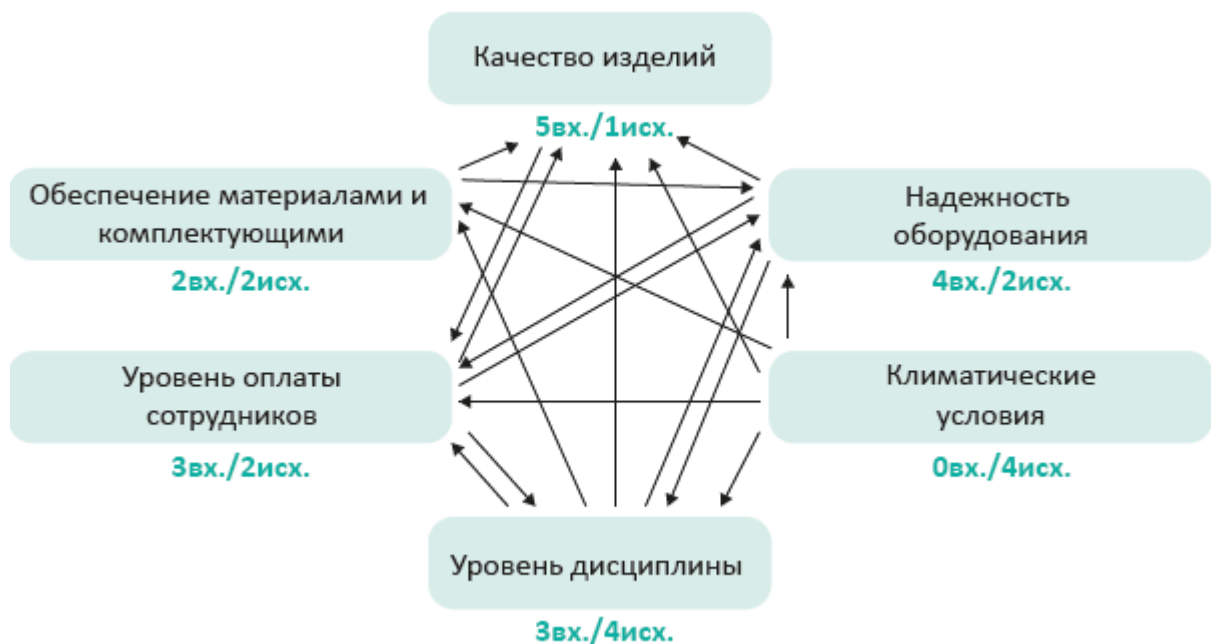 Качество изделий
5вх./1исх.
Обеспечение материалами и
комплектующими
2вх./2исх.
Надежность
оборудования
4вх./2исх.
Уровень оплаты
сотрудников
3вх./2исх.
Климатические
условия
0вх./4исх.
Уровень дисциплины
3вх./4исх.